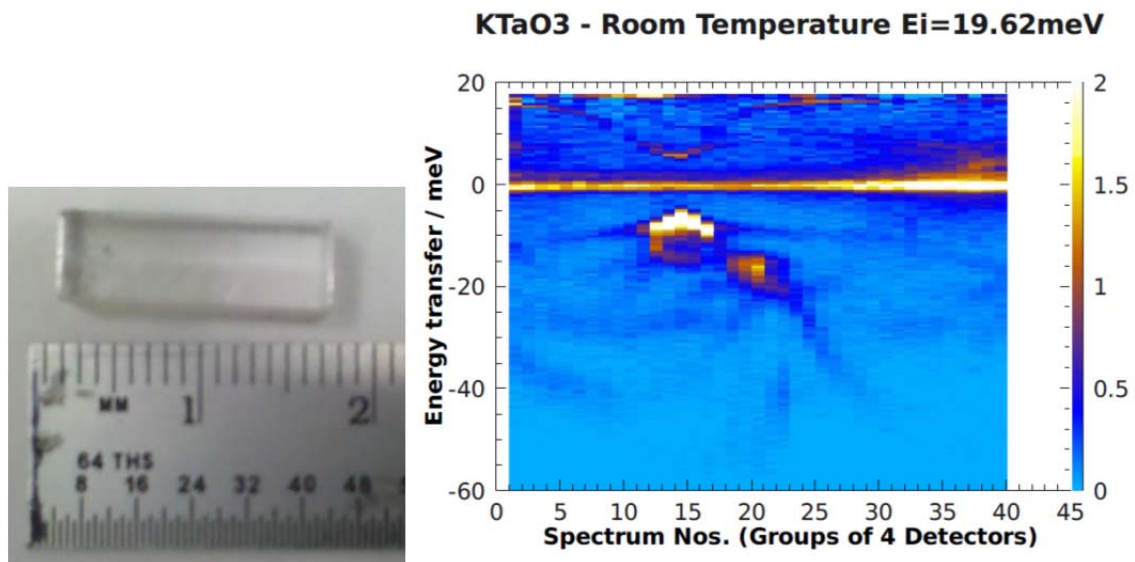 KTaO3 - Room Temperature Ei=19.62meV
MM
1
2
64 THS
8 16 24 32 40 48
Energy transfer / meV
20
0
-20
-40
-60
0 5 10 15 20 25 30 35 40 45
Spectrum Nos. (Groups of 4 Detectors)
2
1.5
1
0.5
0